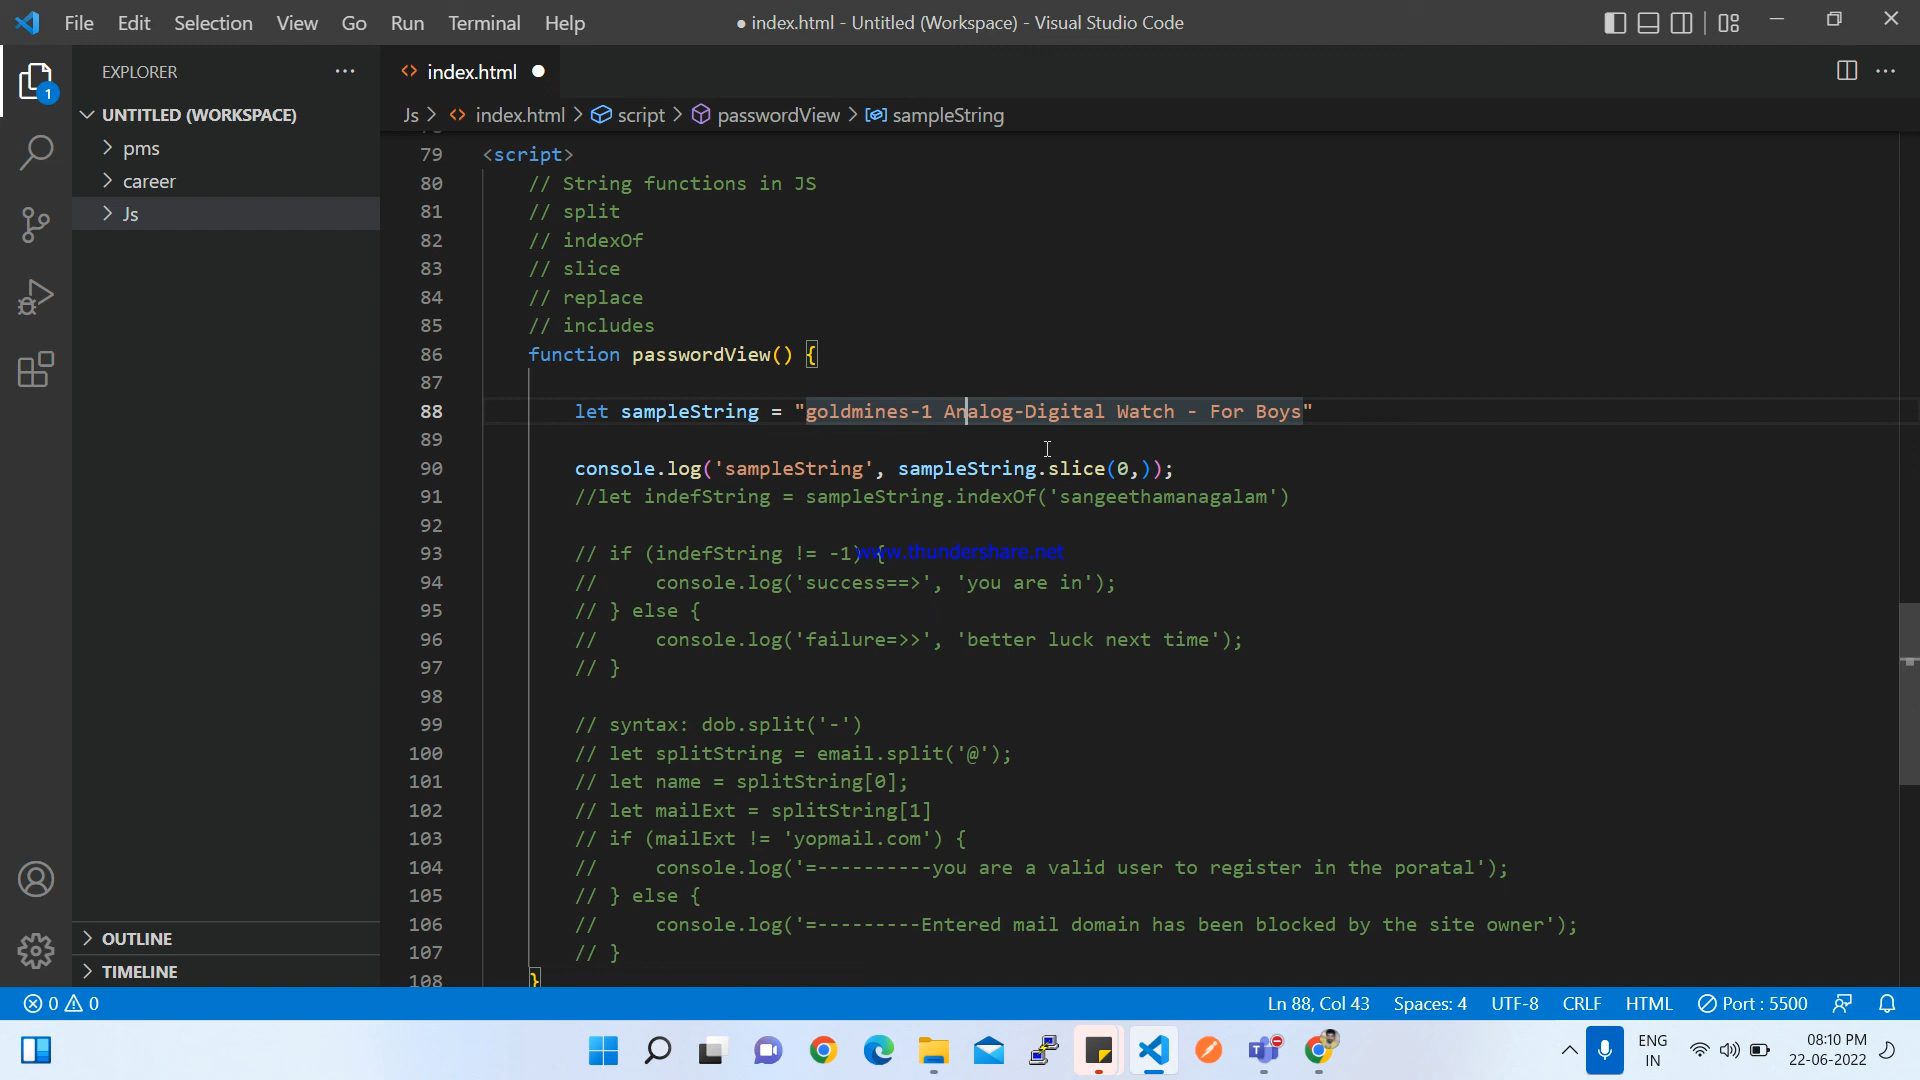 File Edit Selection View Go Run Terminal Help
● index.html - Untitled (Workspace) - Visual Studio Code
EXPLORER
index.html
1
UNTITLED (WORKSPACE)
Js > index.html > script > passwordView > sampleString
pms
career
Js
79 <script>
80 // String functions in JS
81 // split
82 // indexOf
83 // slice
84 // replace
85 // includes
86 function passwordView() {
87
88 let sampleString = "goldmines-1 Analog-Digital Watch - For Boys"
89
90 console.log('sampleString', sampleString.slice(0,));
91 //let indefString = sampleString.indexOf('sangeethamanagalam')
92
93 // if (indefString != -1) {
www.thundershare.net
94 // console.log('success==>', 'you are in');
95 // } else {
96 // console.log('failure=>>', 'better luck next time');
97 // }
98
99 // syntax: dob.split('-')
100 // let splitString = email.split('@');
101 // let name = splitString[0];
102 // let mailExt = splitString[1]
103 // if (mailExt != 'yopmail.com') {
104 // console.log('=----------you are a valid user to register in the poratal');
105 // } else {
106 // console.log('=---------Entered mail domain has been blocked by the site owner');
107 // }
108 }
OUTLINE
TIMELINE
0 0
Ln 88, Col 43 Spaces: 4 UTF-8 CRLF HTML Port : 5500
ENG
IN
08:10 PM
22-06-2022